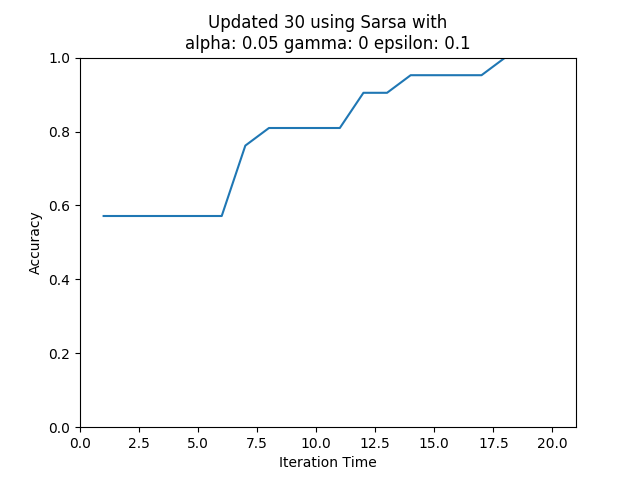 Updated 30 using Sarsa with
alpha: 0.05 gamma: 0 epsilon: 0.1
1.0
0.8
0.6
0.4
0.2
0.0
Accuracy
0.0 2.5 5.0 7.5 10.0 12.5 15.0 17.5 20.0
Iteration Time